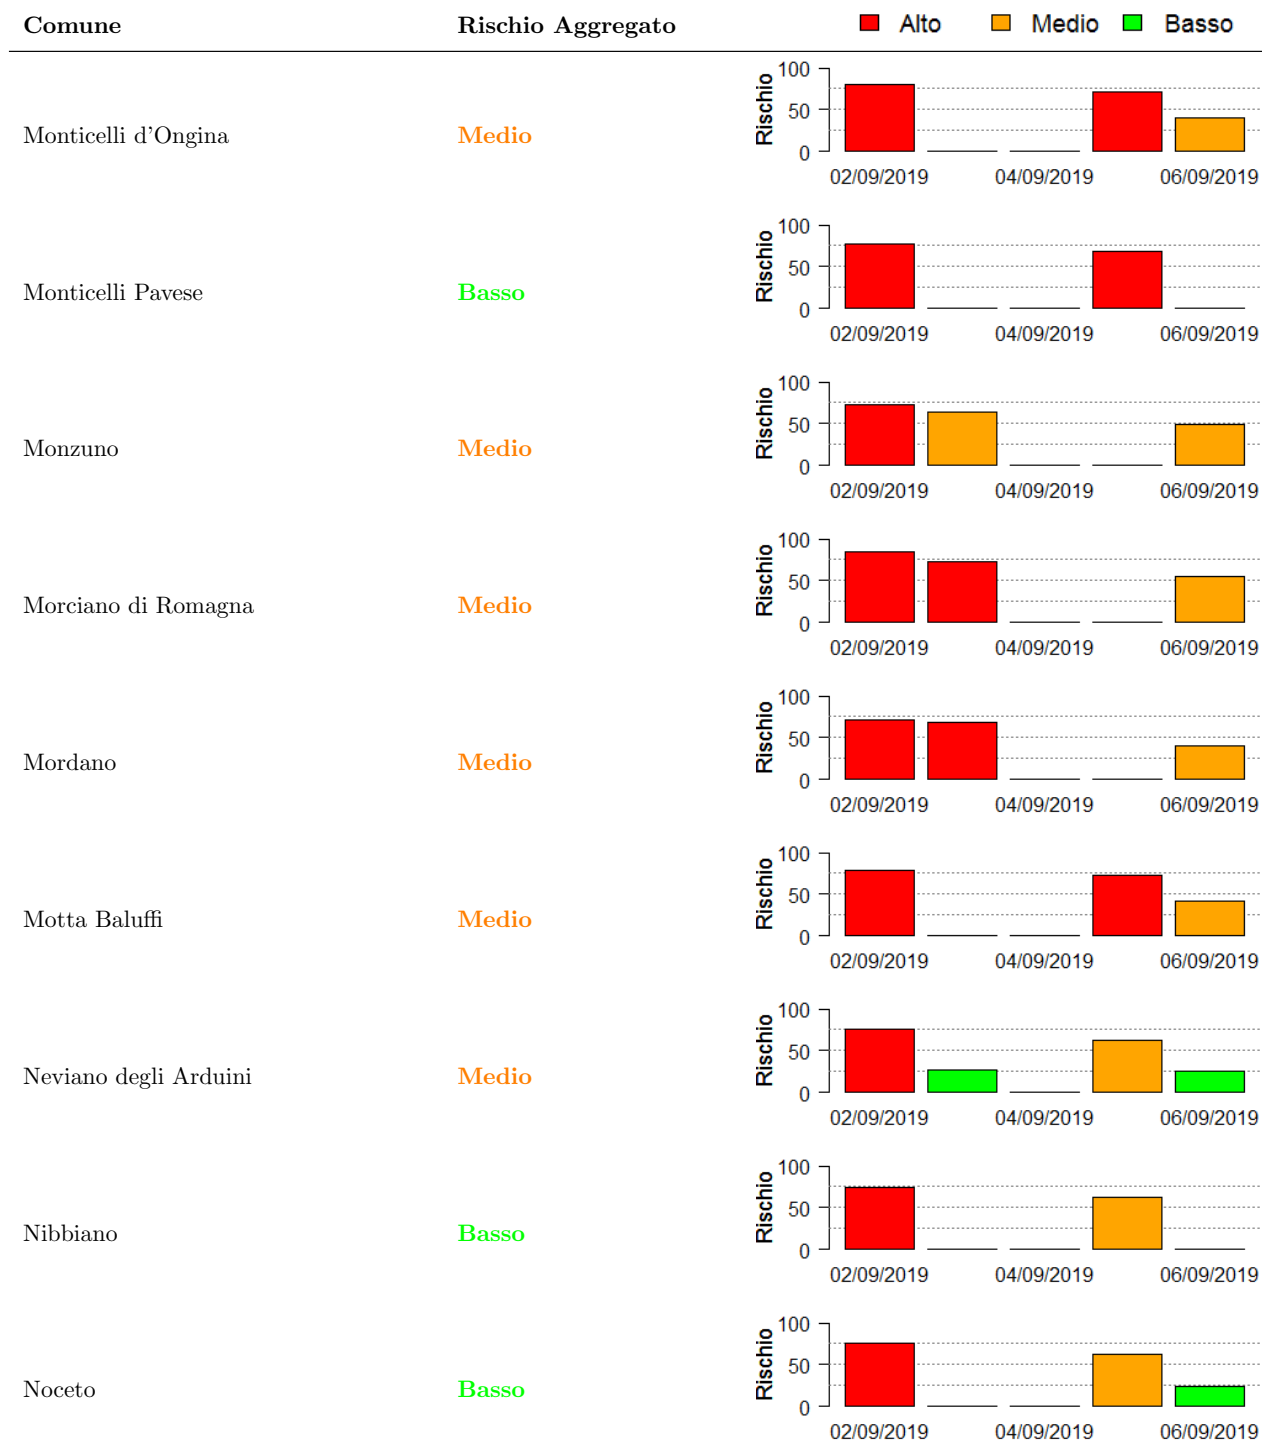 Comune Rischio Aggregato Alto Medio Basso
Monticelli d'Ongina Medio Rischio 100 50 0
02/09/2019 04/09/2019 06/09/2019
Monticelli Pavese Basso Rischio 100 50 0
02/09/2019 04/09/2019 06/09/2019
Monzuno Medio Rischio 100 50 0
02/09/2019 04/09/2019 06/09/2019
Morciano di Romagna Medio Rischio 100 50 0
02/09/2019 04/09/2019 06/09/2019
Mordano Medio Rischio 100 50 0
02/09/2019 04/09/2019 06/09/2019
Motta Baluffi Medio Rischio 100 50 0
02/09/2019 04/09/2019 06/09/2019
Neviano degli Arduini Medio Rischio 100 50 0
02/09/2019 04/09/2019 06/09/2019
Nibbiano Basso Rischio 100 50 0
02/09/2019 04/09/2019 06/09/2019
Noceto Basso Rischio 100 50 0
02/09/2019 04/09/2019 06/09/2019